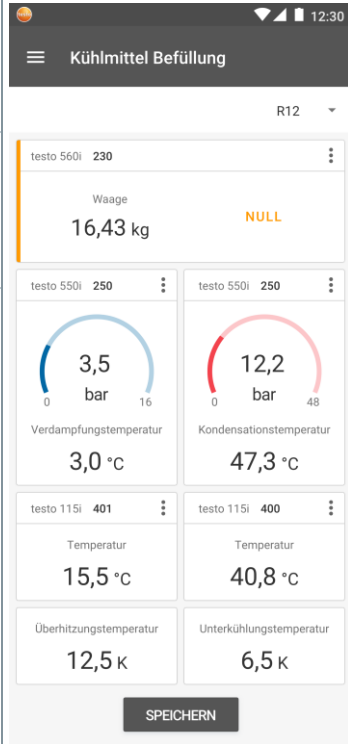 12:30
Kühlmittel Befüllung
R12
testo 560i 230
Waage
16,43 kg
NULL
testo 550i 250
3,5
bar
0 16
Verdampfungstemperatur
3,0 °C
testo 550i 250
12,2
bar
0 48
Kondensationstemperatur
47,3 °C
testo 115i 401
Temperatur
15,5 °C
testo 115i 400
Temperatur
40,8 °C
Überhitzungstemperatur
12,5 K
Unterkühlungstemperatur
6,5 K
SPEICHERN